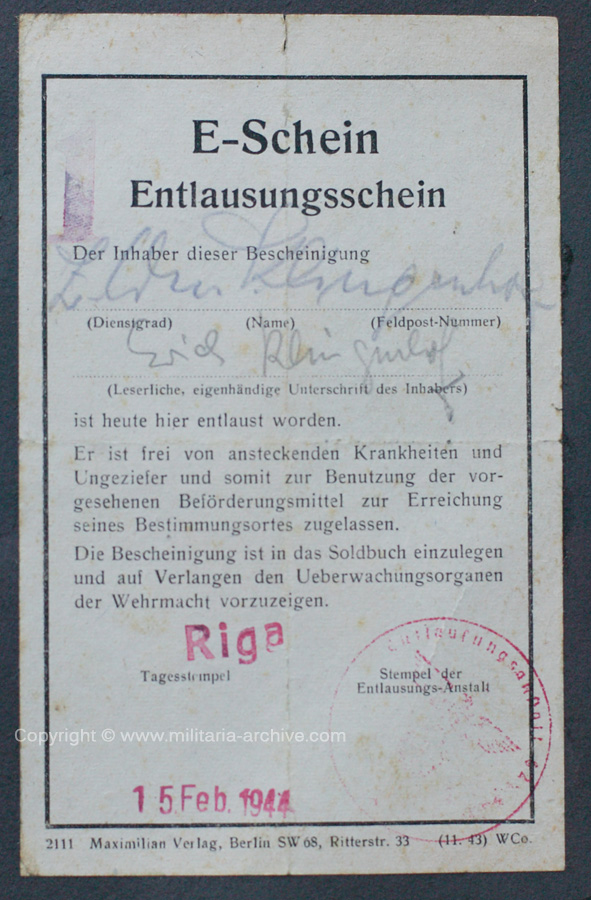 E-Schein
Entlausungsschein
Der Inhaber dieser Bescheinigung
(Dienstgrad) (Name) (Feldpost-Nummer)
Erich
(Leserliche, eigenhändige Unterschrift des Inhabers)
ist heute hier entlaust worden.
Er ist frei von ansteckenden Krankheiten und
Ungeziefer und somit zur Benutzung der vor-
gesehenen Beförderungsmittel zur Erreichung
seines Bestimmungsortes zugelassen.
Die Bescheinigung ist in das Soldbuch einzulegen
und auf Verlangen den Ueberwachungsorganen
der Wehrmacht vorzuzeigen.
Riga
Tagesstempel
Stempel der
Entlausungs-Anstalt
Entlausungsanstalt
Copyright © www.militaria-archive.com
15. Feb. 1944
2111 Maximilian Verlag, Berlin SW 68, Ritterstr. 33 (11. 43) WCo.